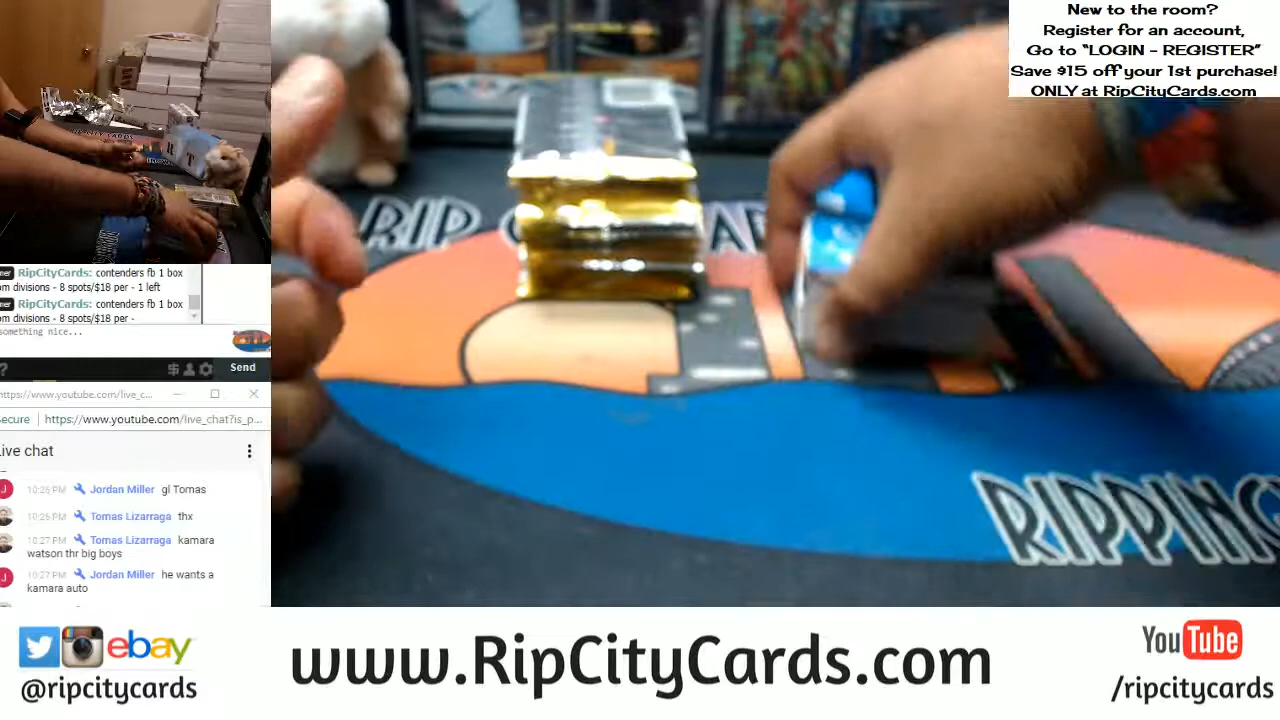 New to the room?
Register for an account,
Go to “LOGIN - REGISTER”
Save $15 off your 1st purchase!
ONLY at RipCityCards.com
RIP
RIPPING
RipCityCards: contenders fb 1 box
divisions - 8 spots/$18 per - 1 left
RipCityCards: contenders fb 1 box
divisions - 8 spots/$18 per -
something nice...
Send
https://www.youtube.com/live_c...
https://www.youtube.com/live_chat?is_p...
Live chat
10:26 PM Jordan Miller gl Tomas
10:26 PM Tomas Lizarraga thx
10:27 PM Tomas Lizarraga kamara
watson thr big boys
10:27 PM Jordan Miller he wants a
kamara auto
ebay
@ripcitycards
www.RipCityCards.com
YouTube
/ripcitycards